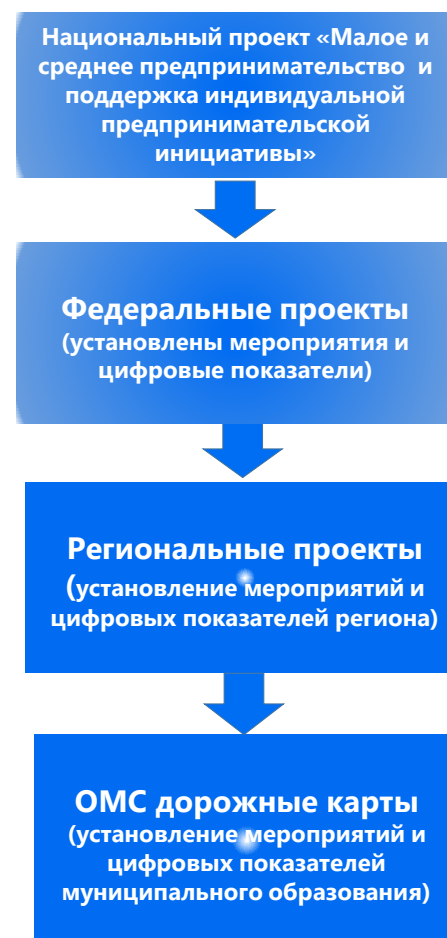 Национальный проект «Малое и
среднее предпринимательство и
поддержка индивидуальной
предпринимательской
инициативы»
Федеральные проекты
(установлены мероприятия и
цифровые показатели)
Региональные проекты
(установление мероприятий и
цифровых показателей региона)
ОМС дорожные карты
(установление мероприятий и
цифровых показателей
муниципального образования)